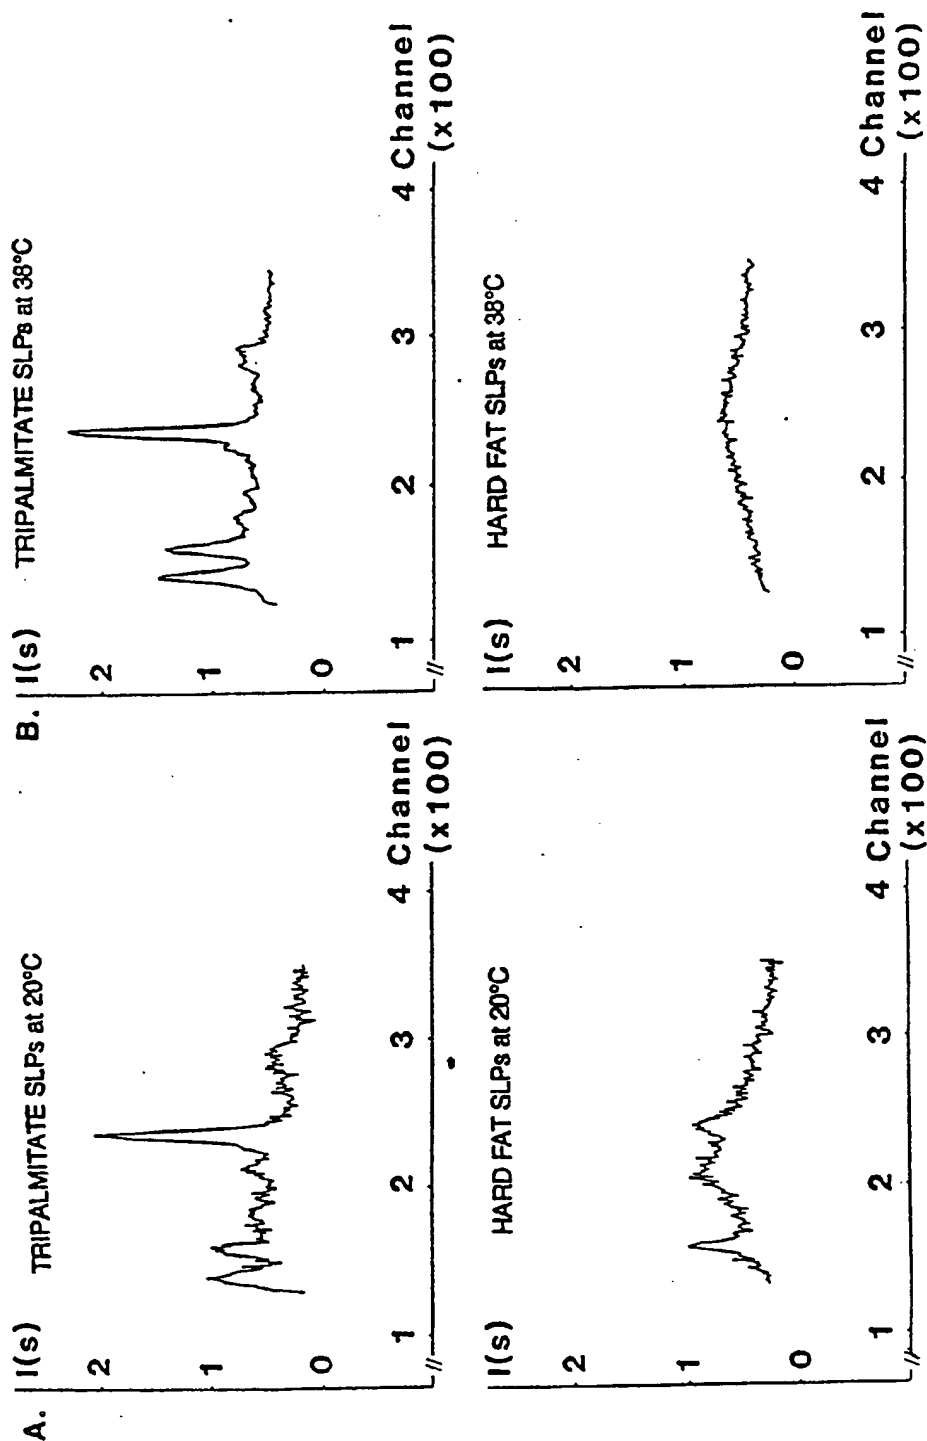 A.
I(s)
TRIPALMITATE SLPs at 20°C
2
1
0
1
2
3
4
Channel
(x100)
I(s)
HARD FAT SLPs at 20°C
2
1
0
1
2
3
4
Channel
(x100)
B.
I(s)
TRIPALMITATE SLPs at 38°C
2
1
0
1
2
3
4
Channel
(x100)
I(s)
HARD FAT SLPs at 38°C
2
1
0
1
2
3
4
Channel
(x100)